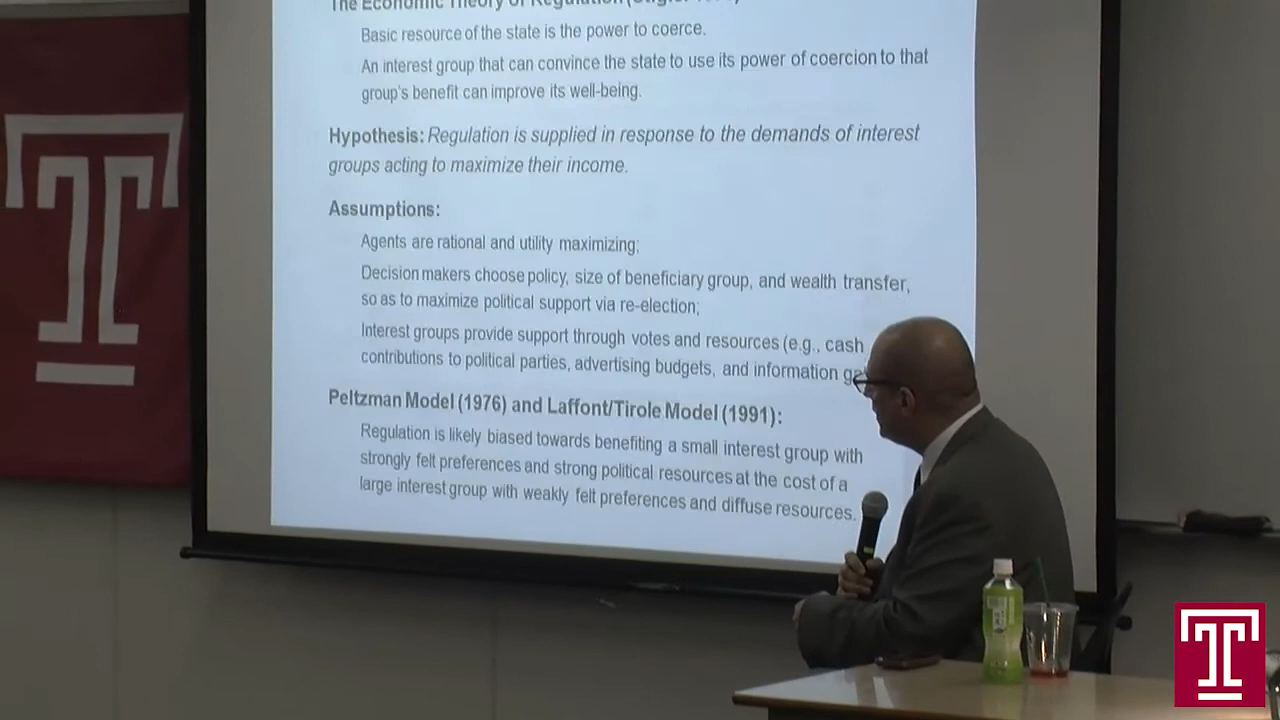 The Economic Theory of Regulation
Basic resource of the state is the power to coerce.
An interest group that can convince the state to use its power of coercion to that
group's benefit can improve its well-being.
Hypothesis: Regulation is supplied in response to the demands of interest
groups acting to maximize their income.
Assumptions:
Agents are rational and utility maximizing;
Decision makers choose policy, size of beneficiary group, and wealth transfer,
so as to maximize political support via re-election;
Interest groups provide support through votes and resources (e.g., cash
contributions to political parties, advertising budgets, and information
Peltzman Model (1976) and Laffont/Tirole Model (1991):
Regulation is likely biased towards benefiting a small interest group with
strongly felt preferences and strong political resources at the cost of a
large interest group with weakly felt preferences and diffuse resources.